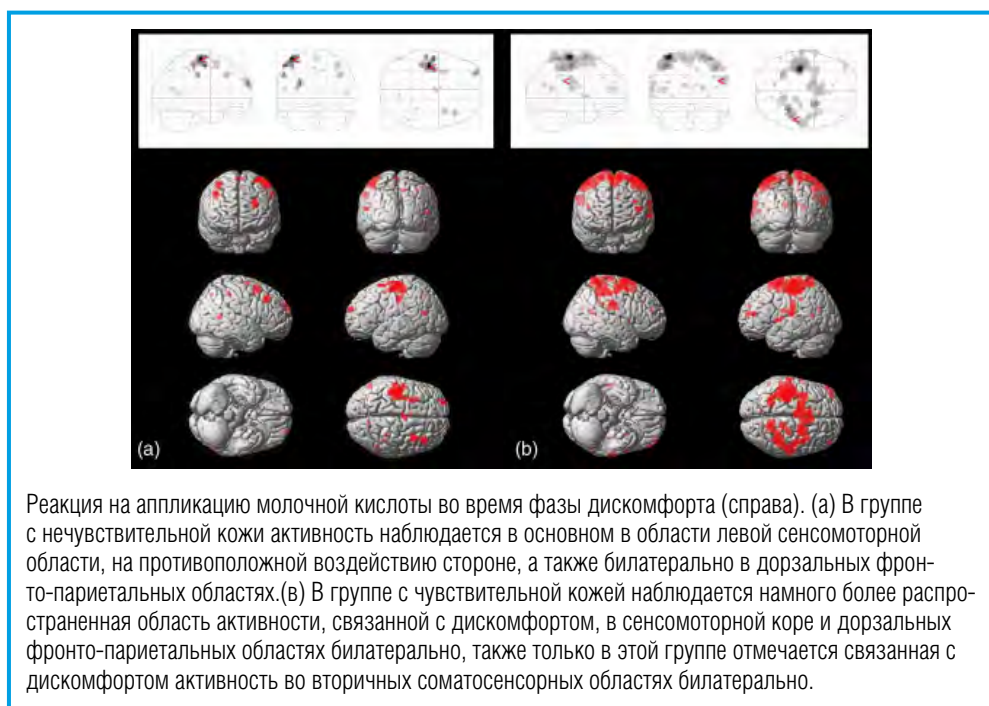 (a)
(b)
Реакция на аппликацию молочной кислоты во время фазы дискомфорта (справа). (а) В группе
с нечувствительной кожи активность наблюдается в основном в области левой сенсомоторной
области, на противоположной воздействию стороне, а также билатерально в дорзальных фрон-
то-париетальных областях.(в) В группе с чувствительной кожей наблюдается намного более распро-
страненная область активности, связанной с дискомфортом, в сенсомоторной коре и дорзальных
фронто-париетальных областях билатерально, также только в этой группе отмечается связанная с
дискомфортом активность во вторичных соматосенсорных областях билатерально.